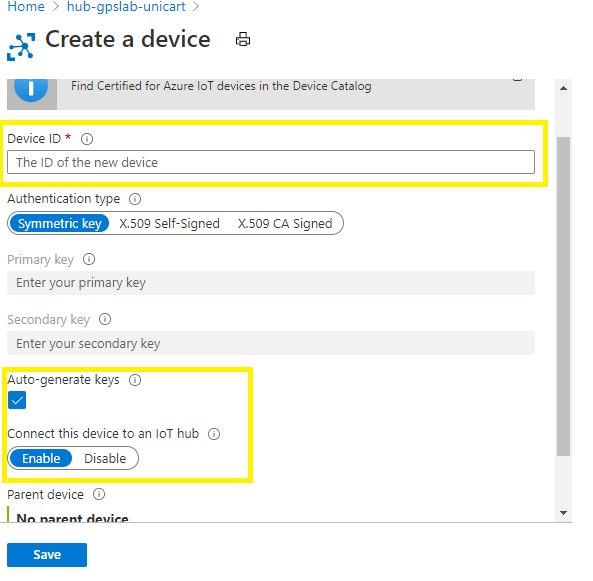 Home > hub-gpslab-unicart >
Create a device
Find Certified for Azure IoT devices in the Device Catalog
Device ID *
The ID of the new device
Authentication type
Symmetric key X.509 Self-Signed X.509 CA Signed
Primary key
Enter your primary key
Secondary key
Enter your secondary key
Auto-generate keys
Connect this device to an IoT hub
Enable Disable
Parent device
No parent device
Save